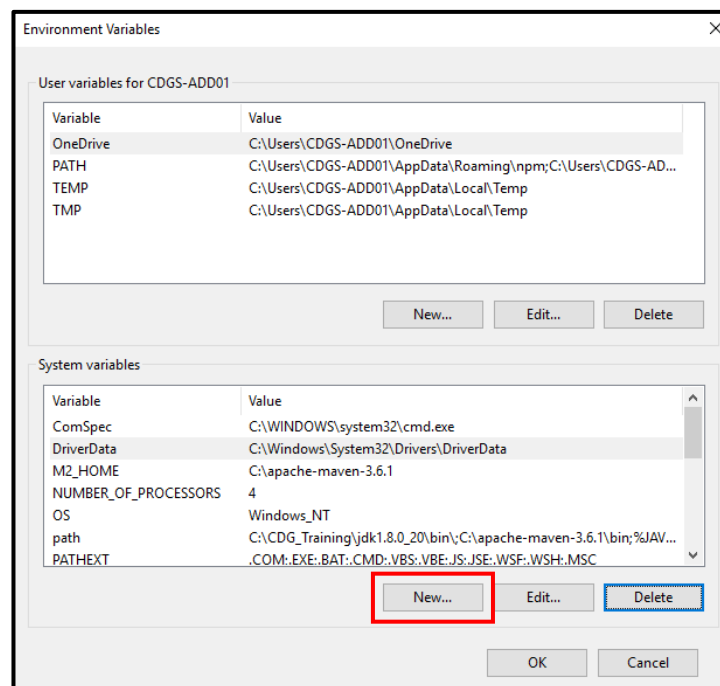 Environment Variables
User variables for CDGS-ADD01
Variable Value
OneDrive C:\Users\CDGS-ADD01\OneDrive
PATH C:\Users\CDGS-ADD01\AppData\Roaming\npm;C:\Users\CDGS-AD...
TEMP C:\Users\CDGS-ADD01\AppData\Local\Temp
TMP C:\Users\CDGS-ADD01\AppData\Local\Temp
New... Edit... Delete
System variables
Variable Value
ComSpec C:\WINDOWS\system32\cmd.exe
DriverData C:\Windows\System32\Drivers\DriverData
M2_HOME C:\apache-maven-3.6.1
NUMBER_OF_PROCESSORS 4
OS Windows_NT
path C:\CDG_Training\jdk1.8.0_20\bin\;C:\apache-maven-3.6.1\bin;%JAV...
PATHEXT .COM;.EXE;.BAT;.CMD;.VBS;.VBE;.JS;.JSE;.WSF;.WSH;.MSC
New... Edit... Delete
OK Cancel